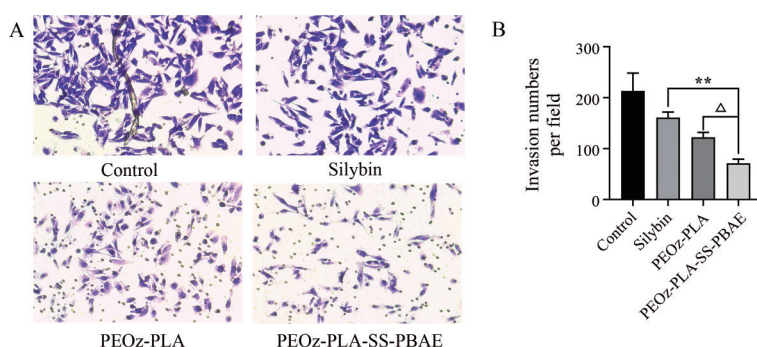 A
Control
Silybin
PEOz-PLA
PEOz-PLA-SS-PBAE
B
Invasion numbers
per field
300
200
100
0
**
△
Control
Silybin
PEOz-PLA
PEOz-PLA-SS-PBAE